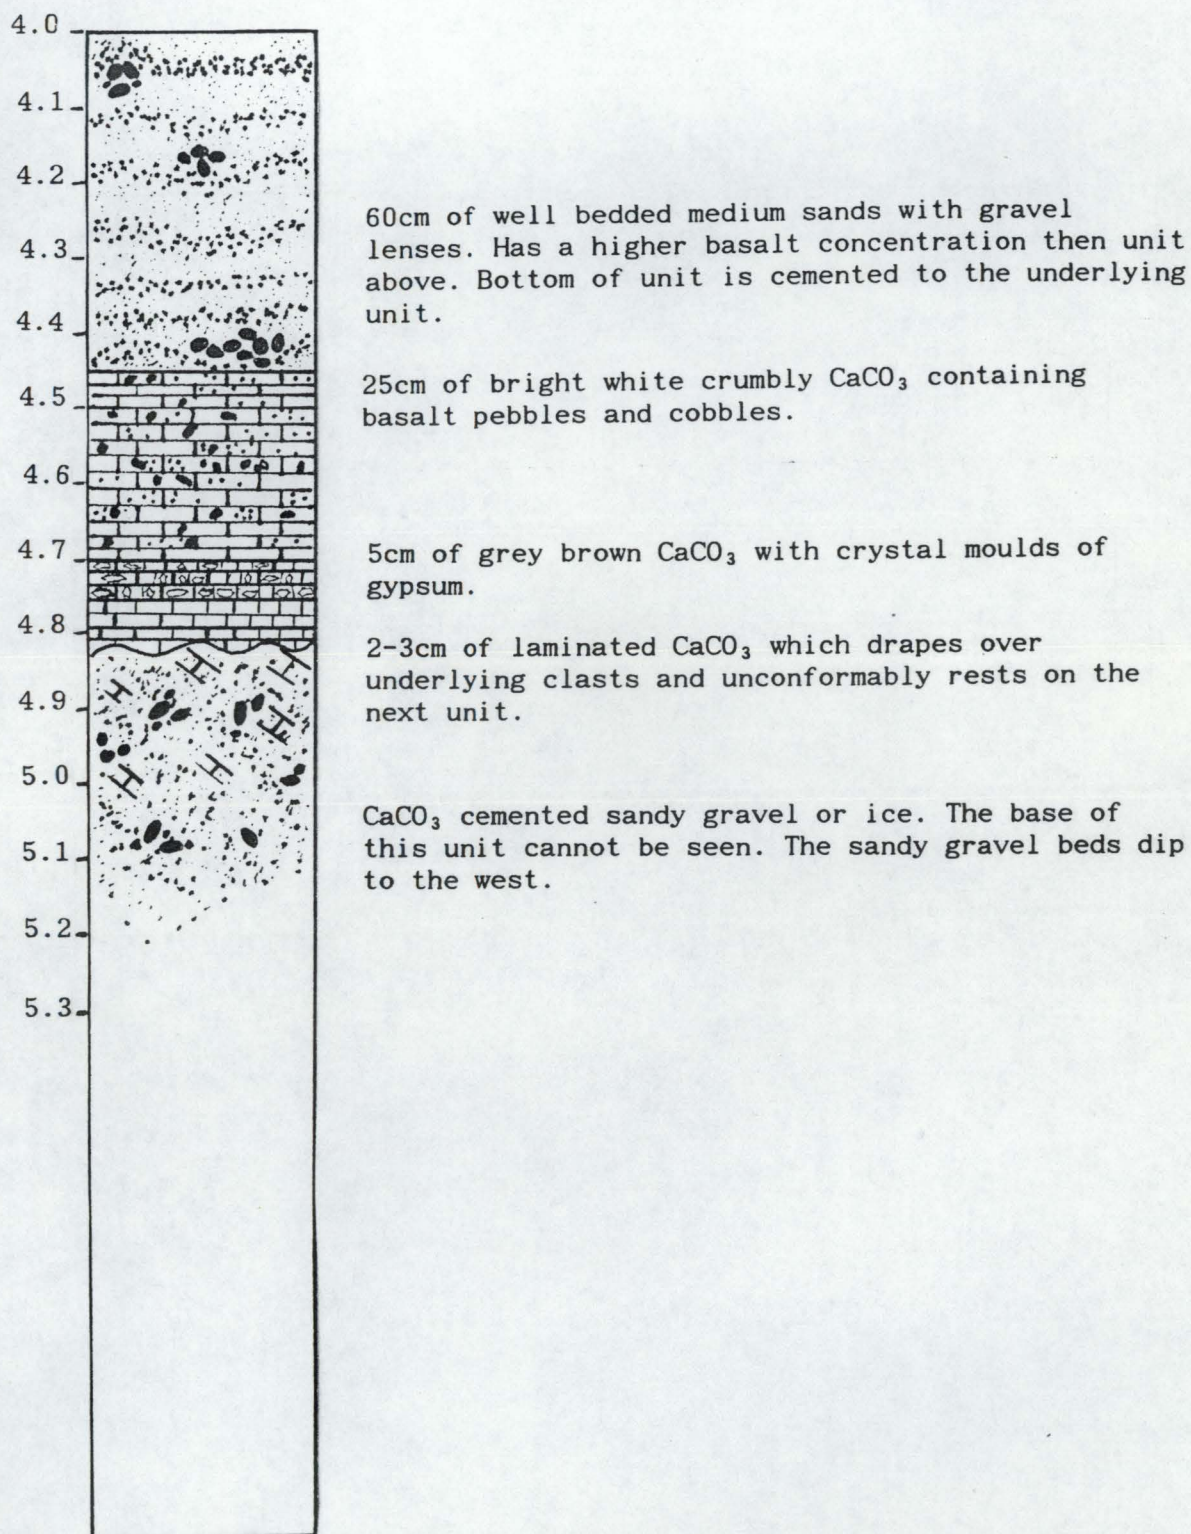 4.0
4.1
4.2
4.3
4.4
4.5
4.6
4.7
4.8
4.9
5.0
5.1
5.2
5.3
60cm of well bedded medium sands with gravel
lenses. Has a higher basalt concentration then unit
above. Bottom of unit is cemented to the underlying
unit.
25cm of bright white crumbly CaCO₃ containing
basalt pebbles and cobbles.
5cm of grey brown CaCO₃ with crystal moulds of
gypsum.
2-3cm of laminated CaCO₃ which drapes over
underlying clasts and unconformably rests on the
next unit.
CaCO₃ cemented sandy gravel or ice. The base of
this unit cannot be seen. The sandy gravel beds dip
to the west.